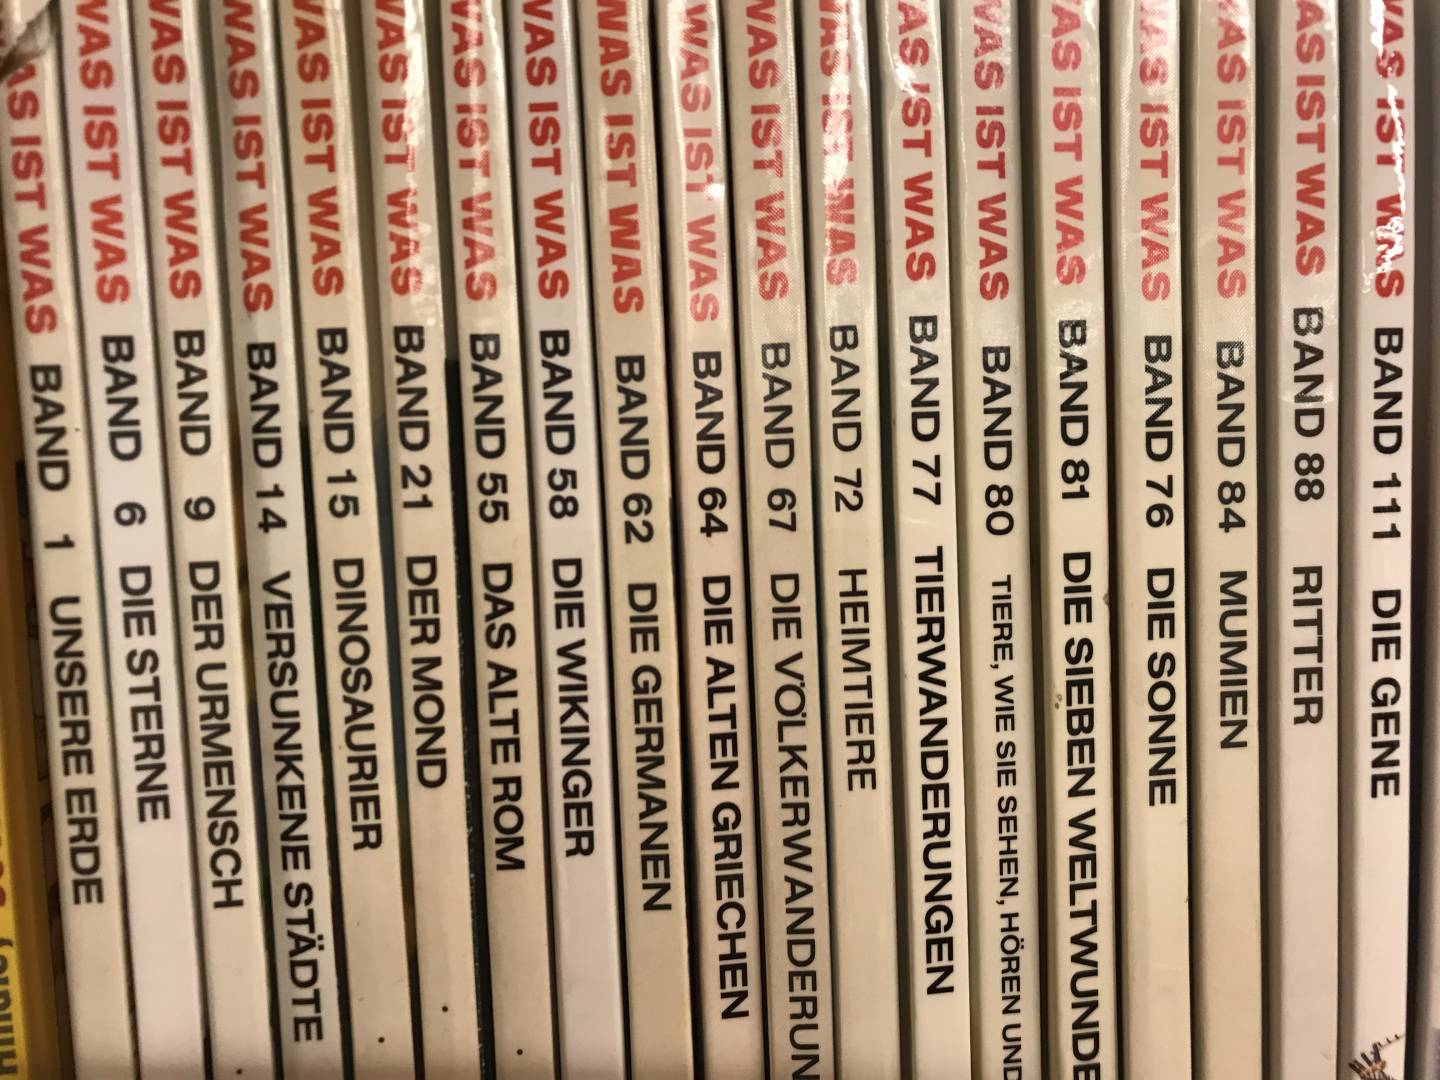 WAS IST WAS BAND 1 UNSERE ERDE
WAS IST WAS BAND 6 DIE STERNE
WAS IST WAS BAND 9 DER URMENSCH
WAS IST WAS BAND 14 VERSUNKENE STÄDTE
WAS IST WAS BAND 15 DINOSAURIER
WAS IST WAS BAND 21 DER MOND
WAS IST WAS BAND 55 DAS ALTE ROM
WAS IST WAS BAND 58 DIE WIKINGER
WAS IST WAS BAND 62 DIE GERMANEN
WAS IST WAS BAND 64 DIE ALTEN GRIECHEN
WAS IST WAS BAND 67 DIE VÖLKERWANDERUN
WAS IST WAS BAND 72 HEIMTIERE
WAS IST WAS BAND 77 TIERWANDERUNGEN
WAS IST WAS BAND 80 TIERE, WIE SIE SEHEN, HÖREN UND
WAS IST WAS BAND 81 DIE SIEBEN WELTWUNDE
WAS IST WAS BAND 76 DIE SONNE
WAS IST WAS BAND 84 MUMIEN
WAS IST WAS BAND 88 RITTER
WAS IST WAS BAND 111 DIE GENE